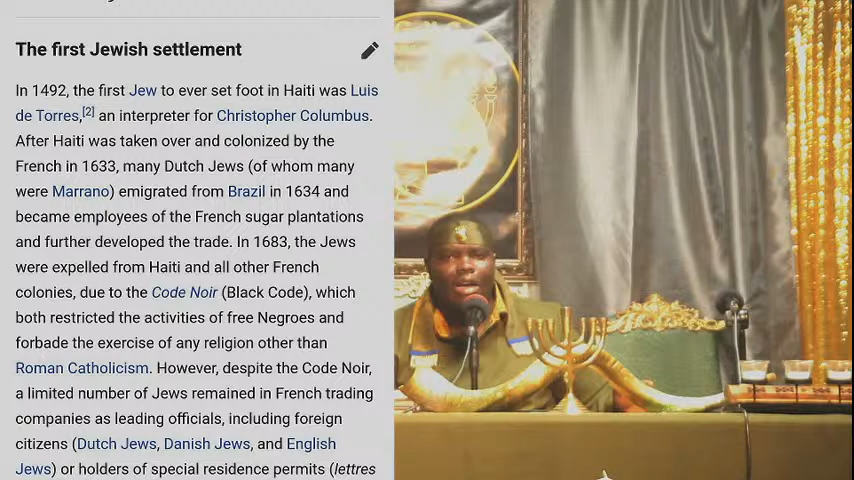 The first Jewish settlement
In 1492, the first Jew to ever set foot in Haiti was Luis
de Torres,[2] an interpreter for Christopher Columbus.
After Haiti was taken over and colonized by the
French in 1633, many Dutch Jews (of whom many
were Marrano) emigrated from Brazil in 1634 and
became employees of the French sugar plantations
and further developed the trade. In 1683, the Jews
were expelled from Haiti and all other French
colonies, due to the Code Noir (Black Code), which
both restricted the activities of free Negroes and
forbade the exercise of any religion other than
Roman Catholicism. However, despite the Code Noir,
a limited number of Jews remained in French trading
companies as leading officials, including foreign
citizens (Dutch Jews, Danish Jews, and English
Jews) or holders of special residence permits (lettres